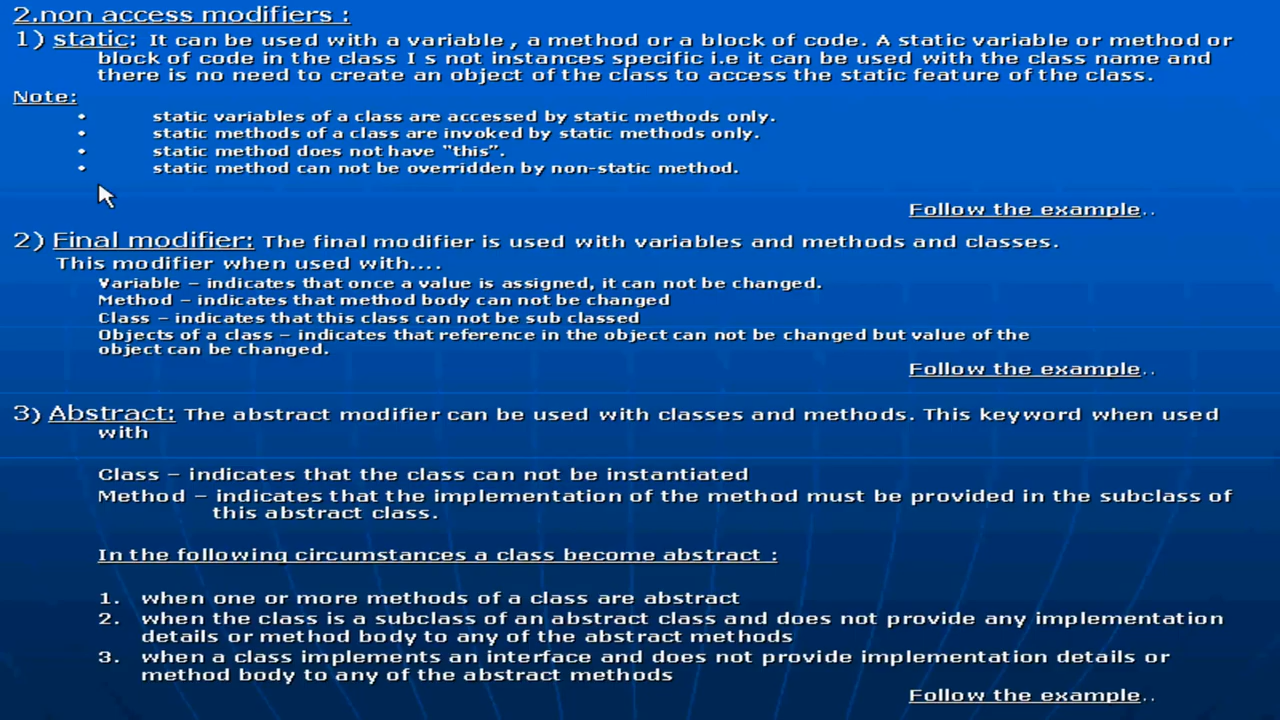 2.non access modifiers :
1) static: It can be used with a variable , a method or a block of code. A static variable or method or
block of code in the class I s not instances specific i.e it can be used with the class name and
there is no need to create an object of the class to access the static feature of the class.
Note:
• static variables of a class are accessed by static methods only.
• static methods of a class are invoked by static methods only.
• static method does not have "this”.
• static method can not be overridden by non-static method.
Follow the example..
2) Final modifier: The final modifier is used with variables and methods and classes.
This modifier when used with....
Variable – indicates that once a value is assigned, it can not be changed.
Method – indicates that method body can not be changed
Class – indicates that this class can not be sub classed
Objects of a class – indicates that reference in the object can not be changed but value of the
object can be changed.
Follow the example..
3) Abstract: The abstract modifier can be used with classes and methods. This keyword when used
with
Class – indicates that the class can not be instantiated
Method – indicates that the implementation of the method must be provided in the subclass of
this abstract class.
In the following circumstances a class become abstract :
1. when one or more methods of a class are abstract
2. when the class is a subclass of an abstract class and does not provide any implementation
details or method body to any of the abstract methods
3. when a class implements an interface and does not provide implementation details or
method body to any of the abstract methods
Follow the example..